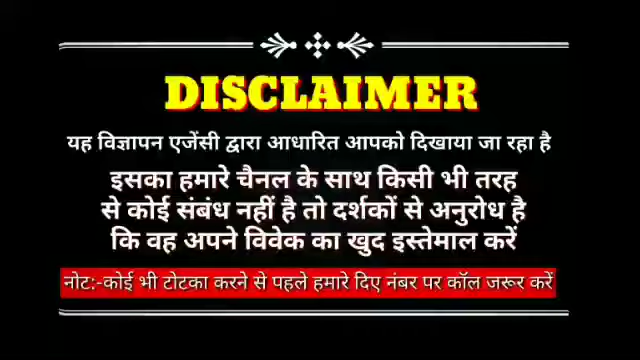 DISCLAIMER
यह विज्ञापन एजेंसी द्वारा आधारित आपको दिखाया जा रहा है
इसका हमारे चैनल के साथ किसी भी तरह
से कोई संबंध नहीं है तो दर्शकों से अनुरोध है
कि वह अपने विवेक का खुद इस्तेमाल करें
नोट:-कोई भी टोटका करने से पहले हमारे दिए नंबर पर कॉल जरूर करें